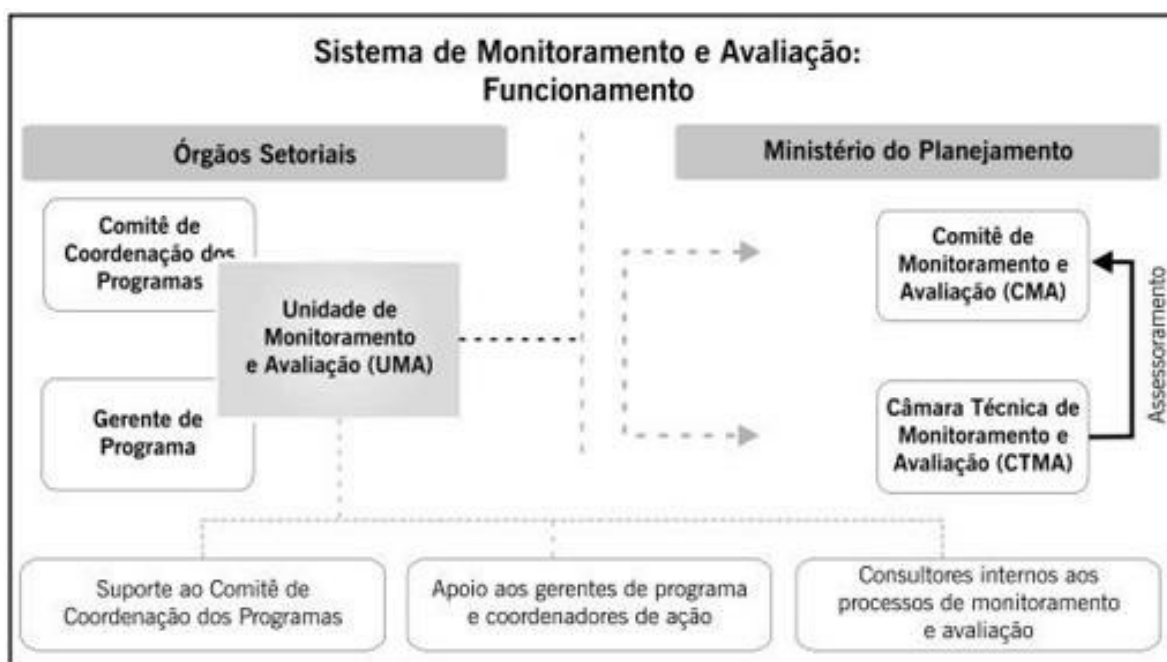 Sistema de Monitoramento e Avaliação:
Funcionamento
Órgãos Setoriais
Ministério do Planejamento
Comitê de
Coordenação dos
Programas
Unidade de
Monitoramento
e Avaliação (UMA)
Gerente de
Programa
Comitê de
Monitoramento e
Avaliação (CMA)
Câmara Técnica de
Monitoramento e
Avaliação (CTMA)
Assessoramento
Suporte ao Comitê de
Coordenação dos Programas
Apoio aos gerentes de programa
e coordenadores de ação
Consultores internos aos
processos de monitoramento
e avaliação